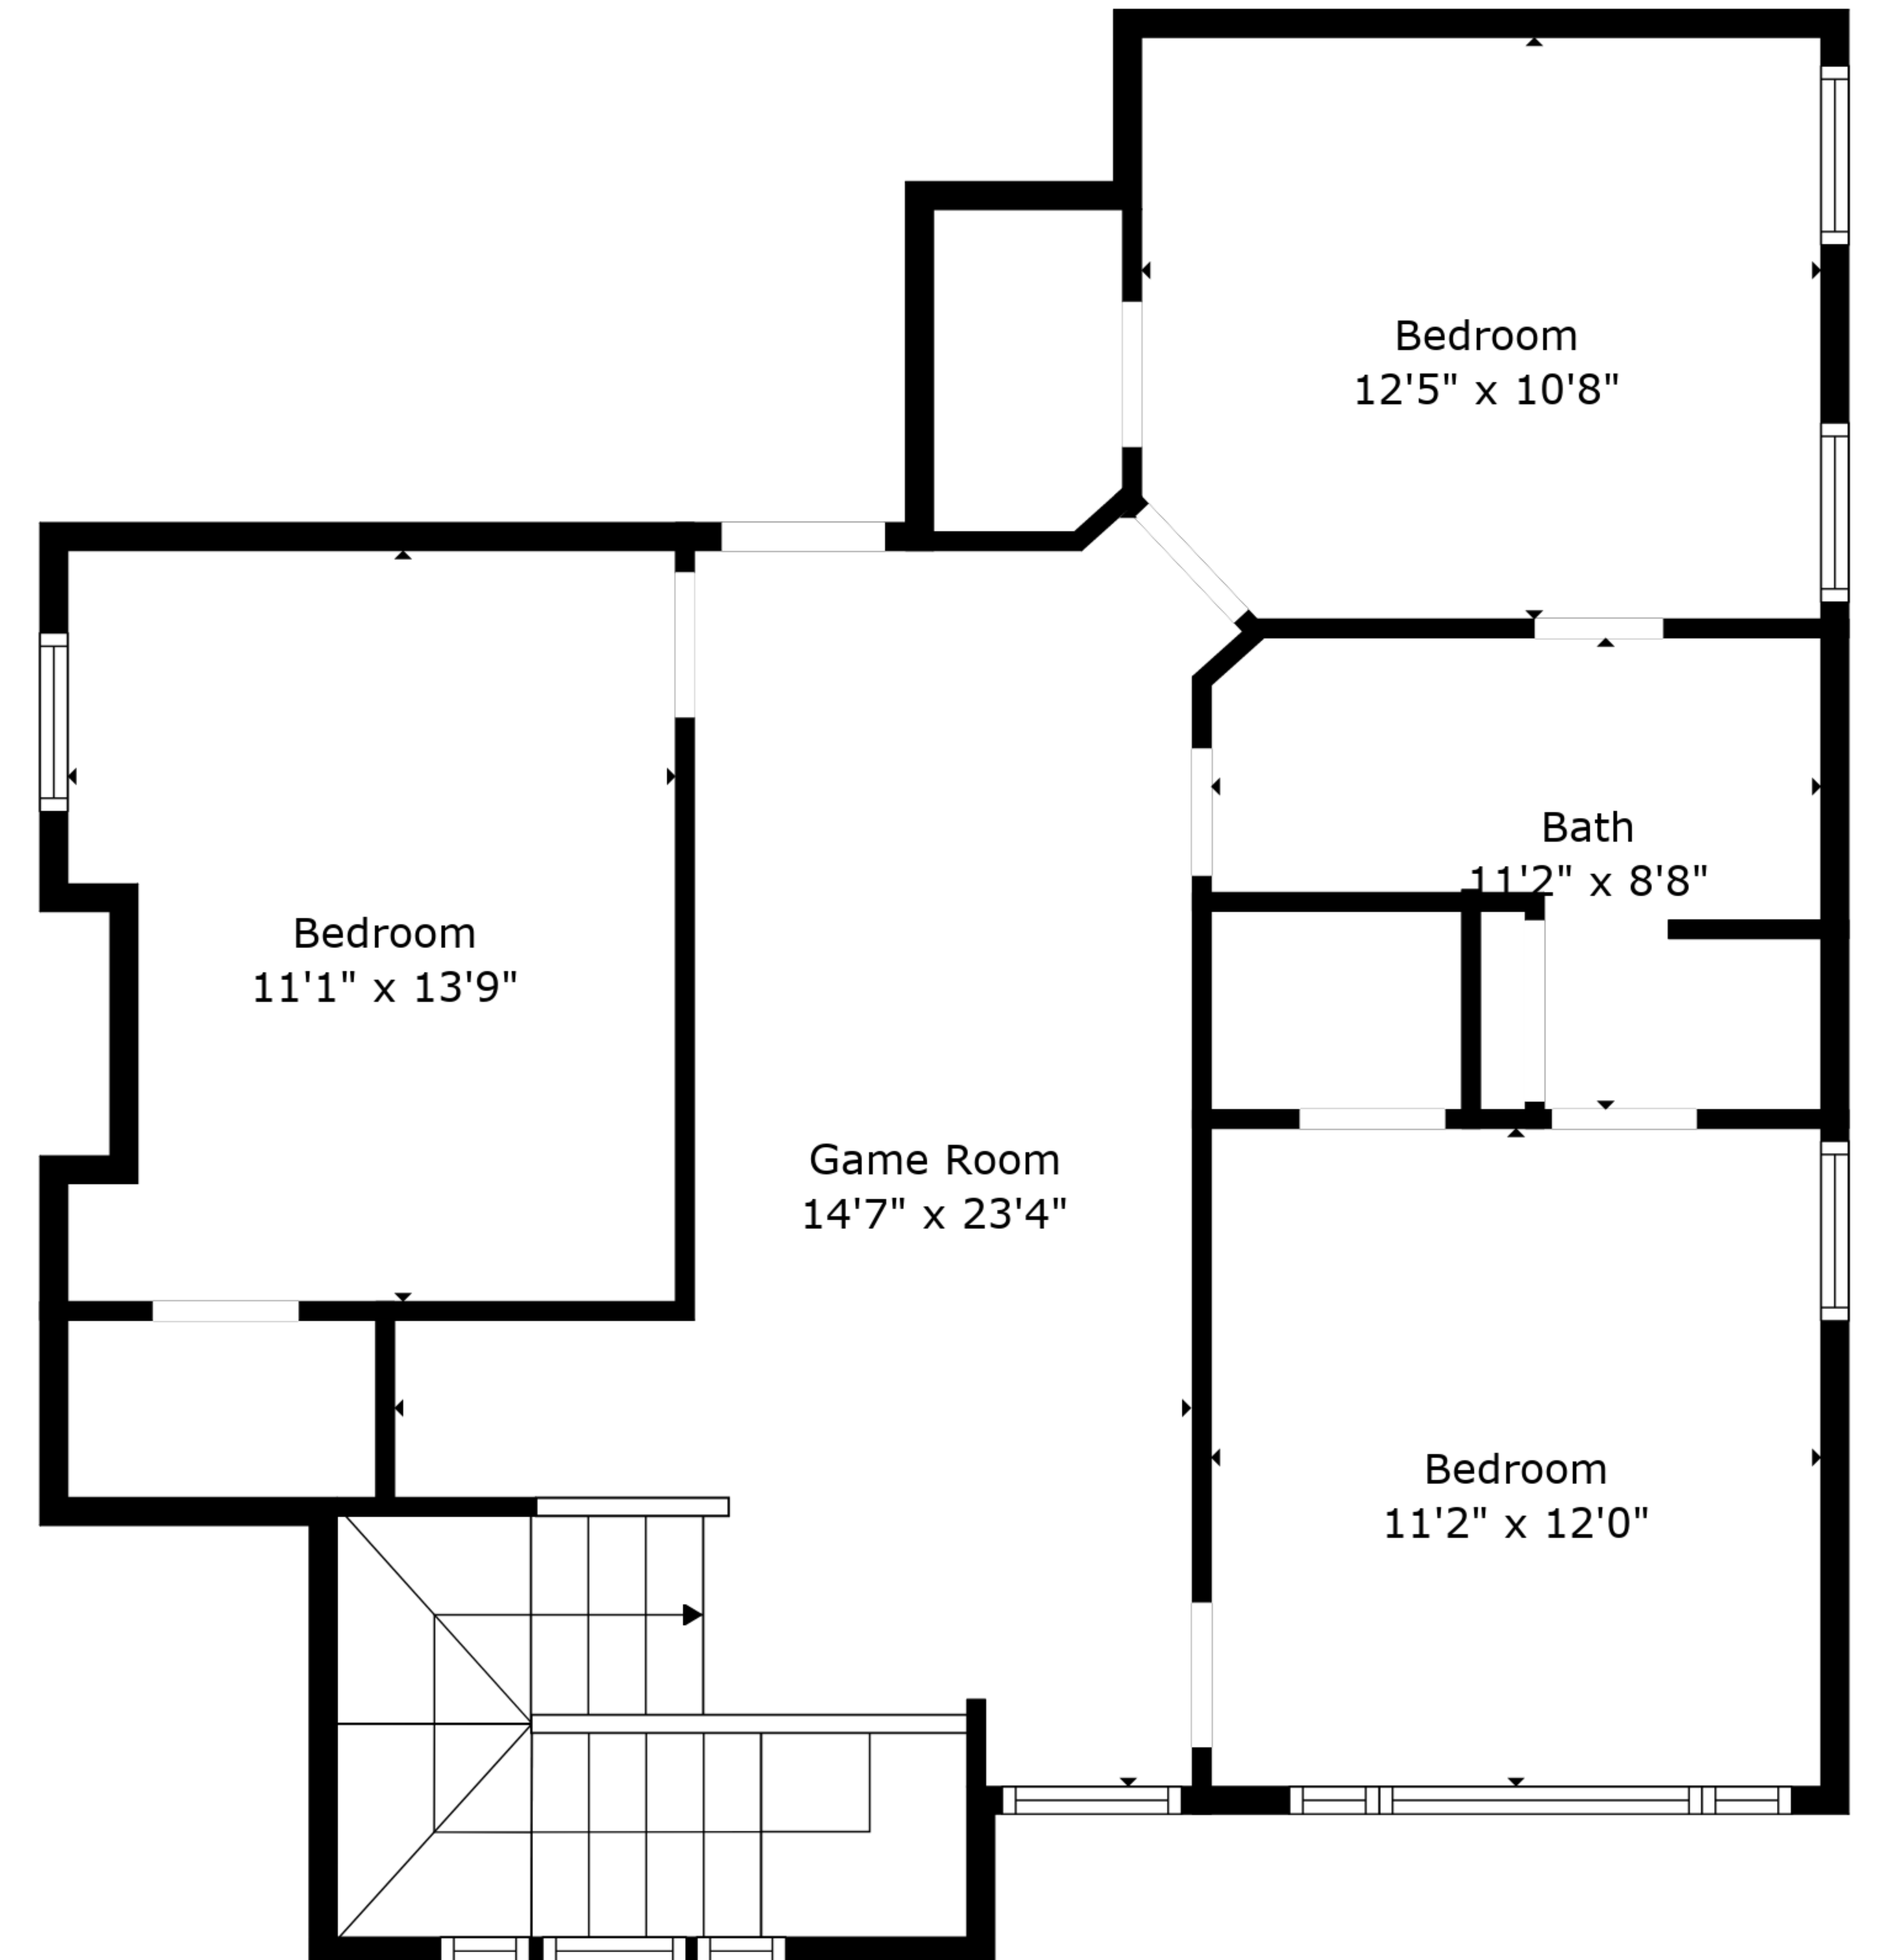 Bedroom
12'5" x 10'8"
Bath
11'2" x 8'8"
Bedroom
11'1" x 13'9"
Game Room
14'7" x 23'4"
Bedroom
11'2" x 12'0"